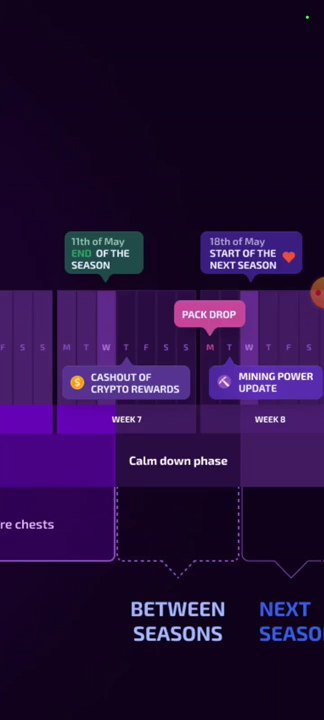 11th of May
END OF THE
SEASON
18th of May
START OF THE
NEXT SEASON
PACK DROP
F S S M T W T F S S M T W T F S
CASHOUT OF
CRYPTO REWARDS
MINING POWER
UPDATE
WEEK 7
WEEK 8
Calm down phase
re chests
BETWEEN
SEASONS
NEXT
SEASO